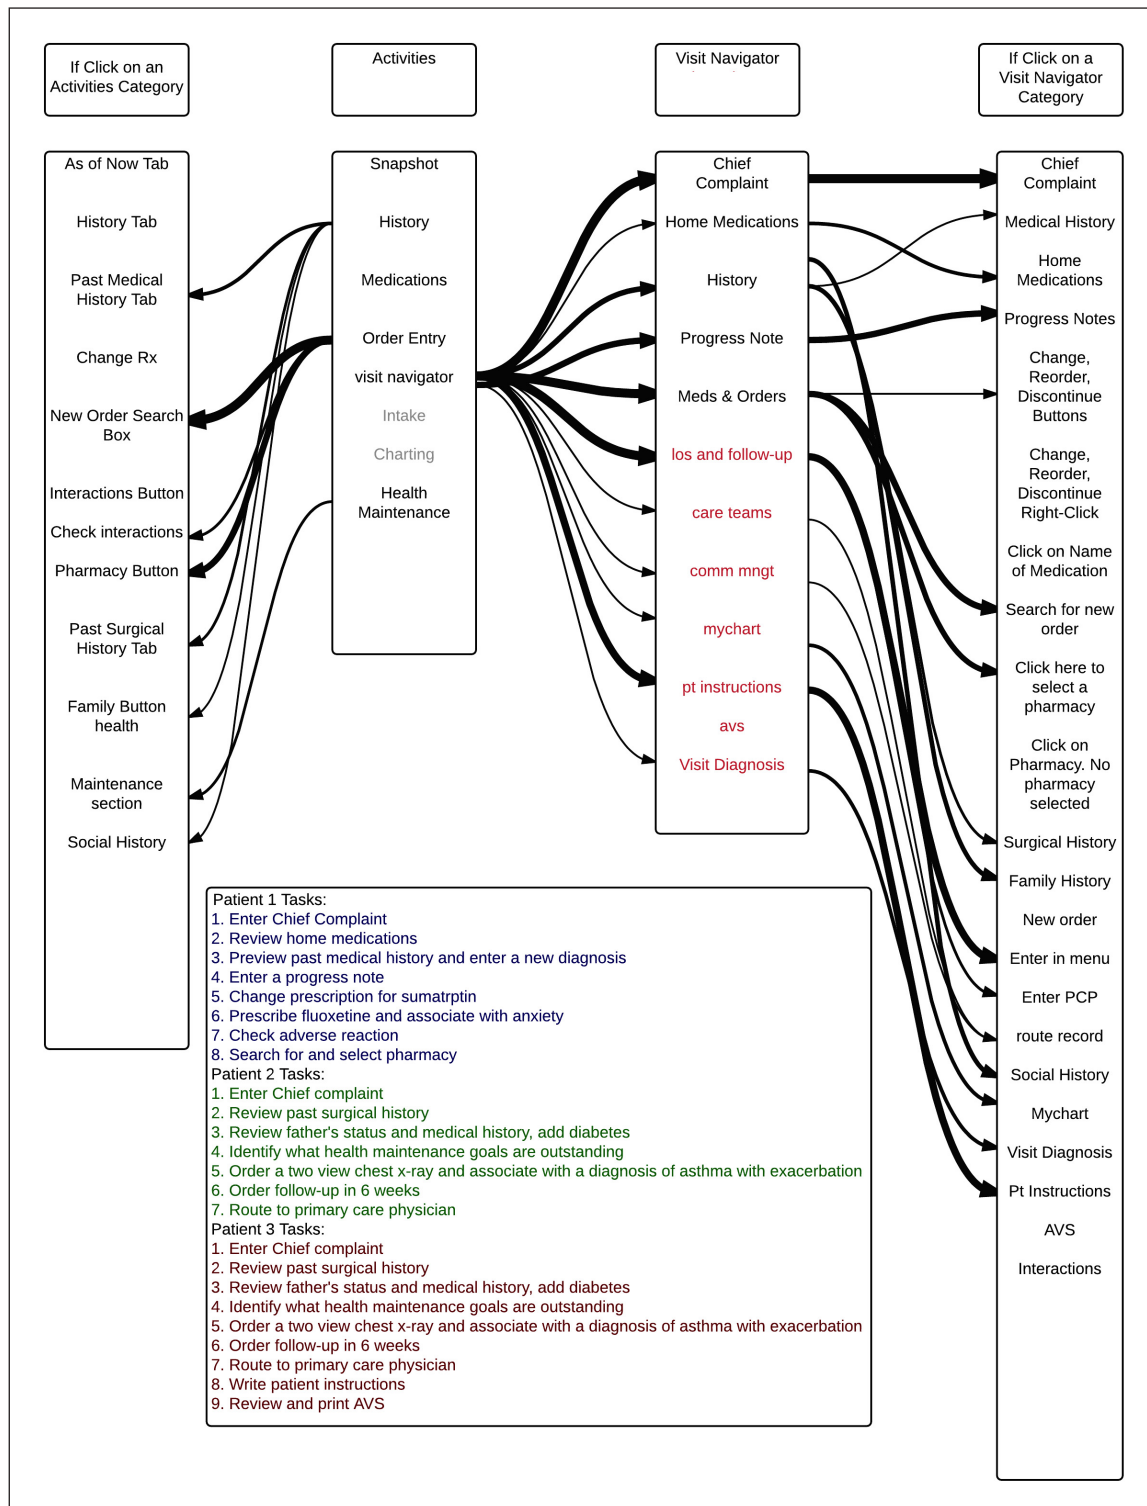 If Click on an
Activities Category
Activities
Visit Navigator
If Click on a
Visit Navigator
Category
As of Now Tab
History Tab
Past Medical
History Tab
Change Rx
New Order Search
Box
Interactions Button
Check interactions
Pharmacy Button
Past Surgical
History Tab
Family Button
health
Maintenance
section
Social History
Snapshot
History
Medications
Order Entry
visit navigator
Intake
Charting
Health
Maintenance
Chief
Complaint
Home Medications
History
Progress Note
Meds & Orders
los and follow-up
care teams
comm mngt
mychart
pt instructions
avs
Visit Diagnosis
Chief
Complaint
Medical History
Home
Medications
Progress Notes
Change,
Reorder,
Discontinue
Buttons
Change,
Reorder,
Discontinue
Right-Click
Click on Name
of Medication
Search for new
order
Click here to
select a
pharmacy
Click on
Pharmacy. No
pharmacy
selected
Surgical History
Family History
New order
Enter in menu
Enter PCP
route record
Social History
Mychart
Visit Diagnosis
Pt Instructions
AVS
Interactions
Patient 1 Tasks:
1. Enter Chief Complaint
2. Review home medications
3. Preview past medical history and enter a new diagnosis
4. Enter a progress note
5. Change prescription for sumatrptin
6. Prescribe fluoxetine and associate with anxiety
7. Check adverse reaction
8. Search for and select pharmacy
Patient 2 Tasks:
1. Enter Chief complaint
2. Review past surgical history
3. Review father's status and medical history, add diabetes
4. Identify what health maintenance goals are outstanding
5. Order a two view chest x-ray and associate with a diagnosis of asthma with exacerbation
6. Order follow-up in 6 weeks
7. Route to primary care physician
Patient 3 Tasks:
1. Enter Chief complaint
2. Review past surgical history
3. Review father's status and medical history, add diabetes
4. Identify what health maintenance goals are outstanding
5. Order a two view chest x-ray and associate with a diagnosis of asthma with exacerbation
6. Order follow-up in 6 weeks
7. Route to primary care physician
8. Write patient instructions
9. Review and print AVS